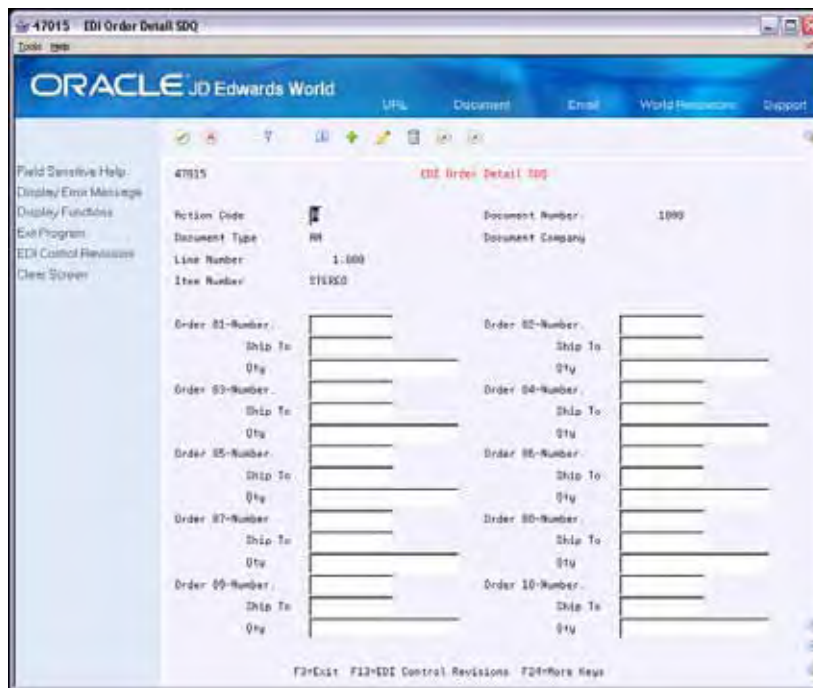 47015 EDI Order Detail SDQ
Tools Help
ORACLE JD Edwards World
URL Document Email World Resources Support
Field Sensitive Help
Display Error Message
Display Functions
Exit Program
EDI Control Revisions
Clear Screen
47015 EDI Order Detail SDQ
Action Code Document Number. 1000
Document Type Document Company
Line Number 1.000
Item Number STEREO
Order 01-Number. Order 02-Number.
Ship To Ship To
Qty Qty
Order 03-Number. Order 04-Number.
Ship To Ship To
Qty Qty
Order 05-Number Order 06-Number.
Ship To Ship To
Qty Qty
Order 07-Number Order 08-Number.
Ship To Ship To
Qty Qty
Order 09-Number. Order 10-Number.
Ship To Ship To
Qty Qty
F3=Exit F13=EDI Control Revisions F24=More Keys